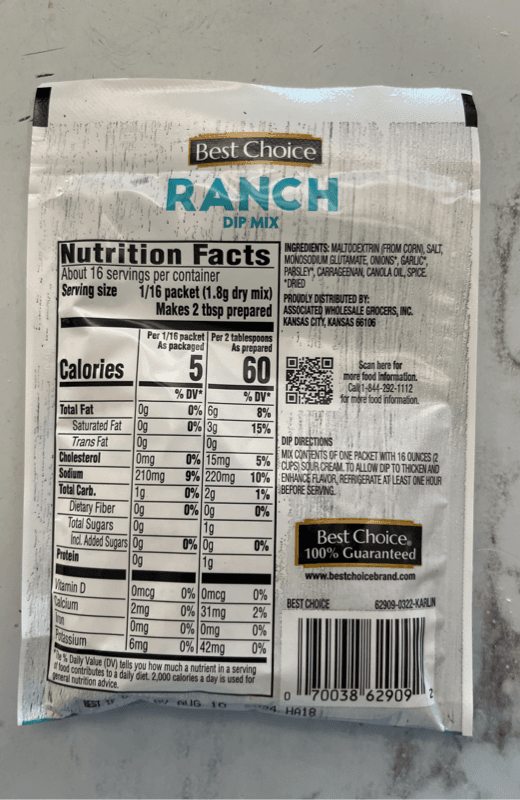 Best Choice
RANCH
DIP MIX
Nutrition Facts
About 16 servings per container
Serving size 1/16 packet (1.8g dry mix)
Makes 2 tbsp prepared
Per 1/16 packet Per 2 tablespoons
As packaged As prepared
Calories 5 60
% DV* % DV*
Total Fat 0g 0% 6g 8%
Saturated Fat 0g 0% 3g 15%
Trans Fat 0g 0g
Cholesterol 0mg 0% 15mg 5%
Sodium 210mg 9% 220mg 10%
Total Carb. 1g 0% 2g 1%
Dietary Fiber 0g 0% 0g 0%
Total Sugars 0g 1g
Incl. Added Sugars 0g 0% 0g 0%
Protein 0g 1g
Vitamin D 0mcg 0% 0mcg 0%
Calcium 2mg 0% 31mg 2%
Iron 0mg 0% 0mg 0%
Potassium 6mg 0% 42mg 0%
*The % Daily Value (DV) tells you how much a nutrient in a serving
of food contributes to a daily diet. 2,000 calories a day is used for
general nutrition advice.
INGREDIENTS: MALTODEXTRIN (FROM CORN), SALT,
MONOSODIUM GLUTAMATE, ONIONS*, GARLIC*,
PARSLEY*, CARRAGEENAN, CANOLA OIL, SPICE.
*DRIED
PROUDLY DISTRIBUTED BY:
ASSOCIATED WHOLESALE GROCERS, INC.
KANSAS CITY, KANSAS 66106
Scan here for
more food information.
Call 1-844-292-1112
for more food information.
DIP DIRECTIONS
MIX CONTENTS OF ONE PACKET WITH 16 OUNCES (2
CUPS) SOUR CREAM. TO ALLOW DIP TO THICKEN AND
ENHANCE FLAVOR, REFRIGERATE AT LEAST ONE HOUR
BEFORE SERVING.
Best Choice®
100% Guaranteed
www.bestchoicebrand.com
BEST CHOICE 62909-0322-KARLIN
0 70038 62909 2
BEST AUG 10 HA18